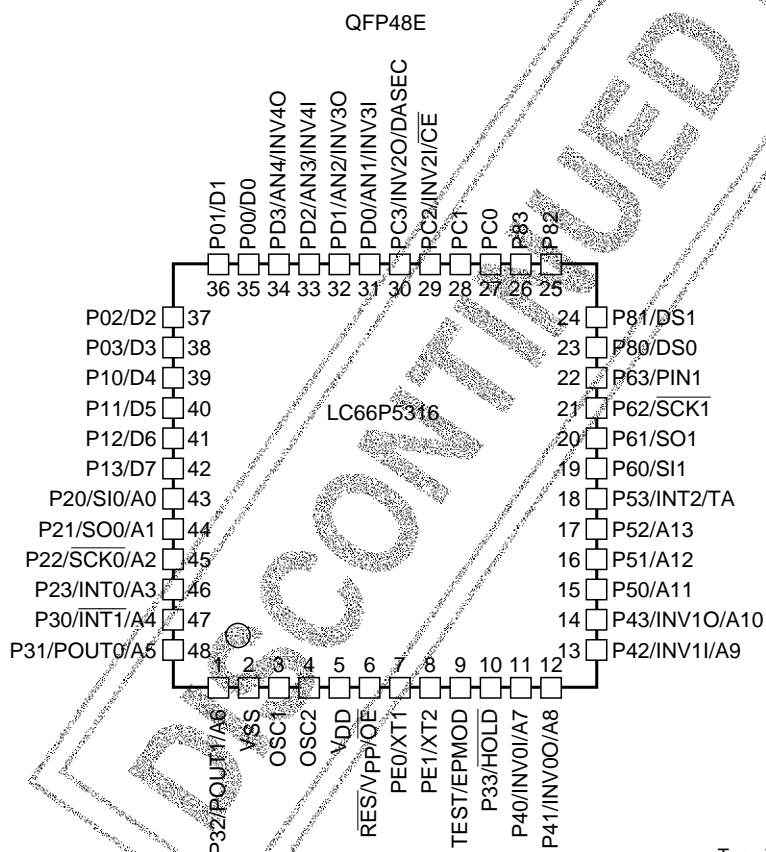 QFP48E
P01/D1
P00/D0
PD3/AN4/INV4O
PD2/AN3/INV4I
PD1/AN2/INV3O
PD0/AN1/INV3I
PC3/INV2O/DASEC
PC2/INV2I/C̅E̅
PC1
PC0
P83
P82
36 35 34 33 32 31 30 29 28 27 26 25
P02/D2 37
P03/D3 38
P10/D4 39
P11/D5 40
P12/D6 41
P13/D7 42
P20/SI0/A0 43
P21/SO0/A1 44
P22/S̅C̅K̅0̅/A2 45
P23/INT0/A3 46
P30/I̅N̅T̅1̅/A4 47
P31/POUT0/A5 48
LC66P5316
24 P81/DS1
23 P80/DS0
22 P63/PIN1
21 P62/S̅C̅K̅1̅
20 P61/SO1
19 P60/SI1
18 P53/INT2/TA
17 P52/A13
16 P51/A12
15 P50/A11
14 P43/INV1O/A10
13 P42/INV1I/A9
1 2 3 4 5 6 7 8 9 10 11 12
P32/POUT1/A6
VSS
OSC1
OSC2
VDD
R̅E̅S̅/VPP/O̅E̅
PE0/XT1
PE1/XT2
TEST/EPMOD
P33/H̅O̅L̅D̅
P40/INV0I/A7
P41/INV0O/A8
DISCONTINUED